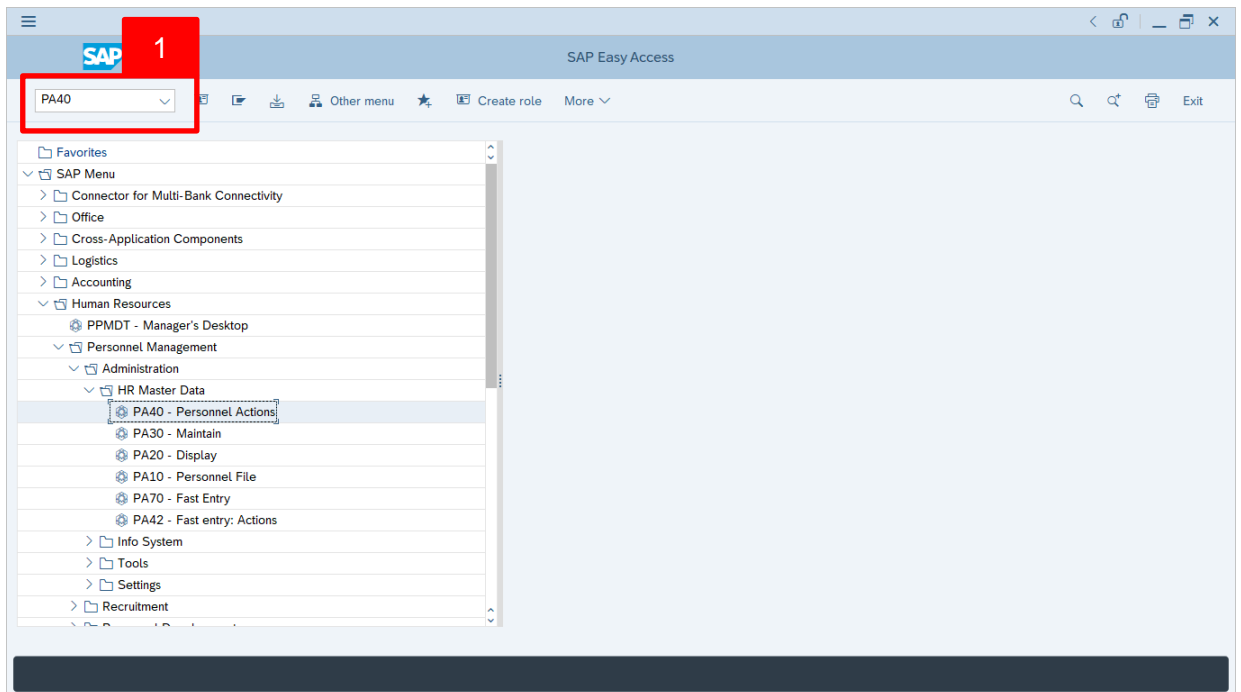 1
SAP
SAP Easy Access
PA40
Other menu
Create role
More
Exit
Favorites
SAP Menu
Connector for Multi-Bank Connectivity
Office
Cross-Application Components
Logistics
Accounting
Human Resources
PPMDT - Manager's Desktop
Personnel Management
Administration
HR Master Data
PA40 - Personnel Actions
PA30 - Maintain
PA20 - Display
PA10 - Personnel File
PA70 - Fast Entry
PA42 - Fast entry: Actions
Info System
Tools
Settings
Recruitment